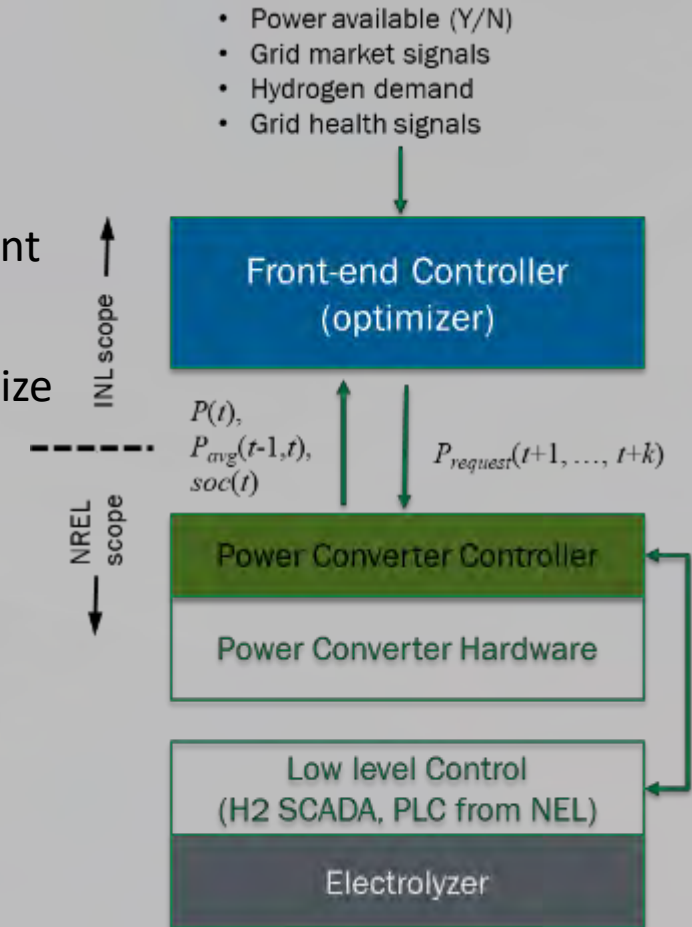 • Power available (Y/N)
• Grid market signals
• Hydrogen demand
• Grid health signals
nt
ize
INL scope
NREL
scope
Front-end Controller
(optimizer)
P(t),
Pavg(t-1,t),
soc(t)
Prequest(t+1, …, t+k)
Power Converter Controller
Power Converter Hardware
Low level Control
(H2 SCADA, PLC from NEL)
Electrolyzer